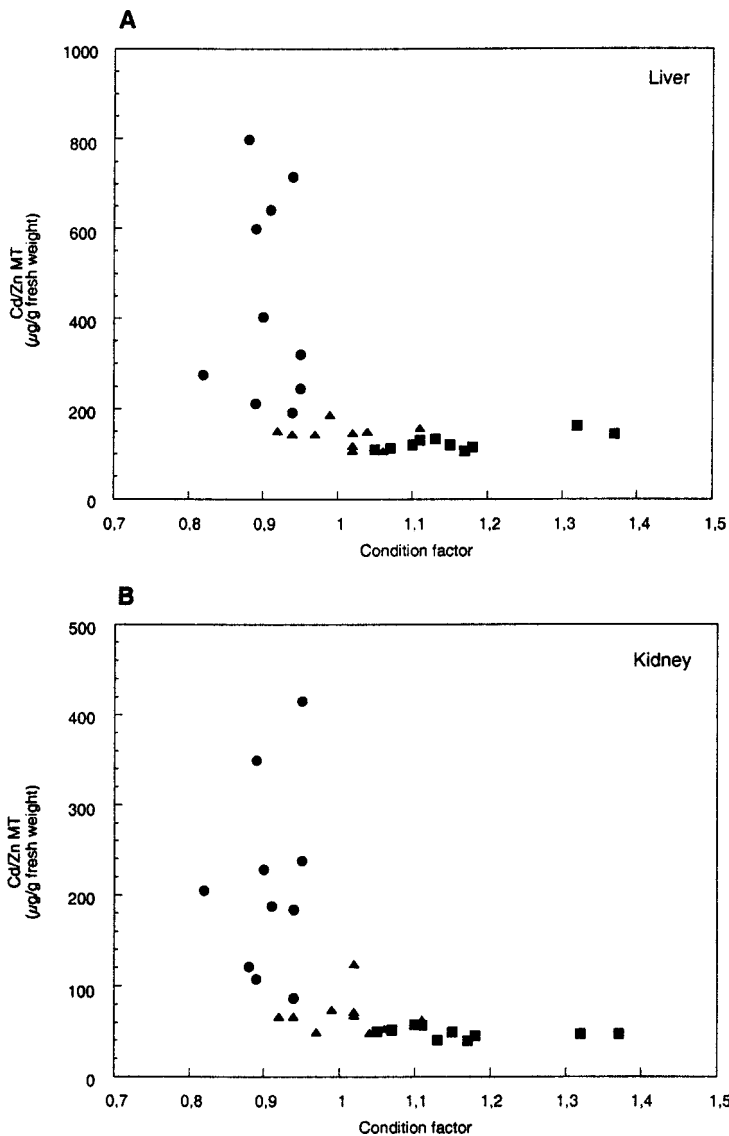 A
Liver
1000
800
600
400
200
0
Cd/Zn MT
(µg/g fresh weight)
0,7 0,8 0,9 1 1,1 1,2 1,3 1,4 1,5
Condition factor
B
Kidney
500
400
300
200
100
0
Cd/Zn MT
(µg/g fresh weight)
0,7 0,8 0,9 1 1,1 1,2 1,3 1,4 1,5
Condition factor